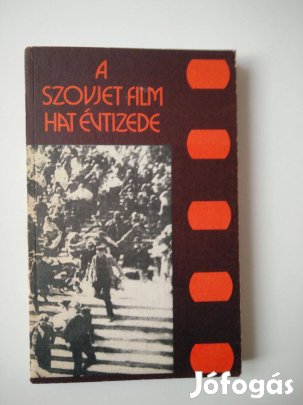 A
SZOVJET FILM
HAT ÉVTIZEDE
Jófogás